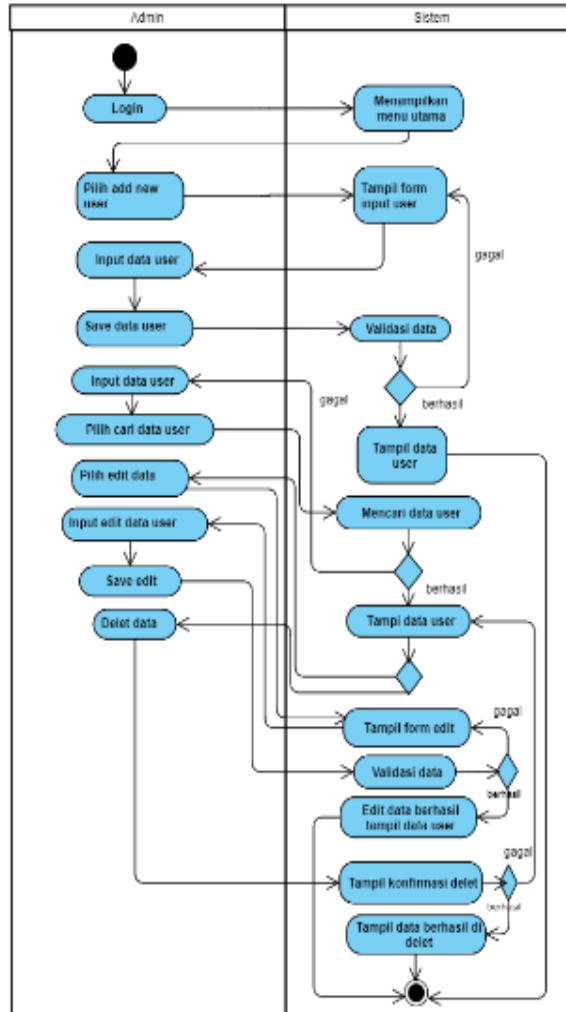 Admin
Sistem
Login
Menampilkan
menu utama
Pilih add new
user
Tampil form
input user
gagal
Input data user
Save data user
Validasi data
Input data user
gagal
berhasil
Pilih cari data user
Tampil data
user
Pilih edit data
Mencari data user
Input edit data user
Save edit
berhasil
Delet data
Tampi data user
gagal
Tampil form edit
Validasi data
berhasil
Edit data berhasil
tampil data user
gagal
Tampil konfirmasi delet
berhasil
Tampil data berhasil di
delet